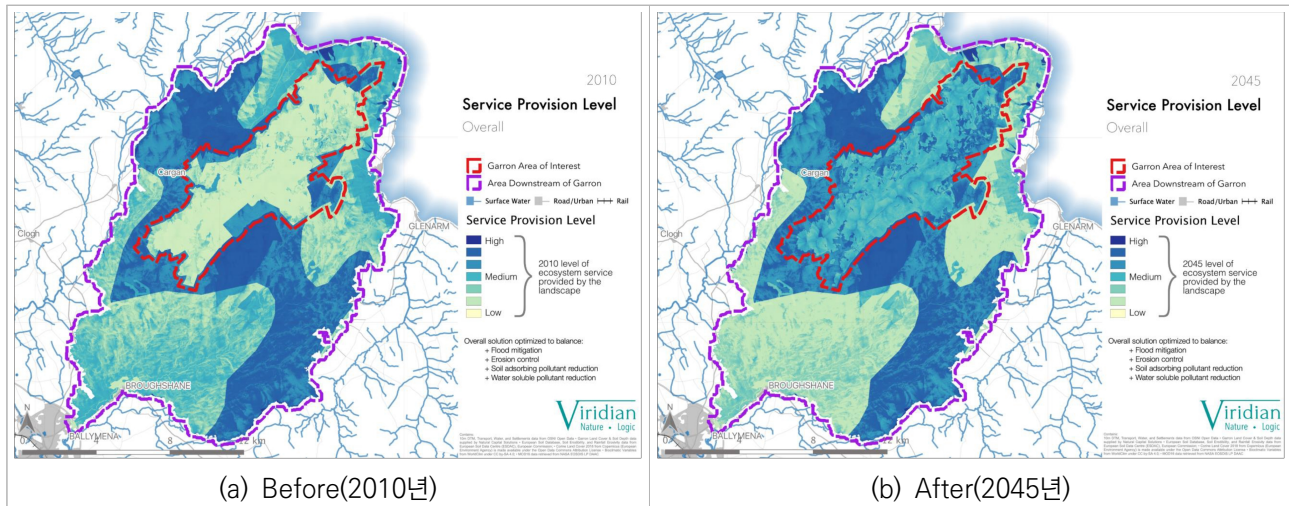 2010
Service Provision Level
Overall
Garron Area of Interest
Area Downstream of Garron
Surface Water Road/Urban Rail
Service Provision Level
High
Medium
Low
2010 level of
ecosystem service
provided by the
landscape
Overall solution optimized to balance:
+ Flood mitigation
+ Erosion control
+ Soil adsorbing pollutant reduction
+ Water soluble pollutant reduction
Cargan
Clogh
GLENARM
BROUGHSHANE
BALLYMENA
N
0 4 8 12 km
Viridian
Nature • Logic
(a) Before(2010년)
2045
Service Provision Level
Overall
Garron Area of Interest
Area Downstream of Garron
Surface Water Road/Urban Rail
Service Provision Level
High
Medium
Low
2045 level of
ecosystem service
provided by the
landscape
Overall solution optimized to balance:
+ Flood mitigation
+ Erosion control
+ Soil adsorbing pollutant reduction
+ Water soluble pollutant reduction
Cargan
Clogh
GLENARM
BROUGHSHANE
BALLYMENA
N
0 4 8 12 km
Viridian
Nature • Logic
(b) After(2045년)